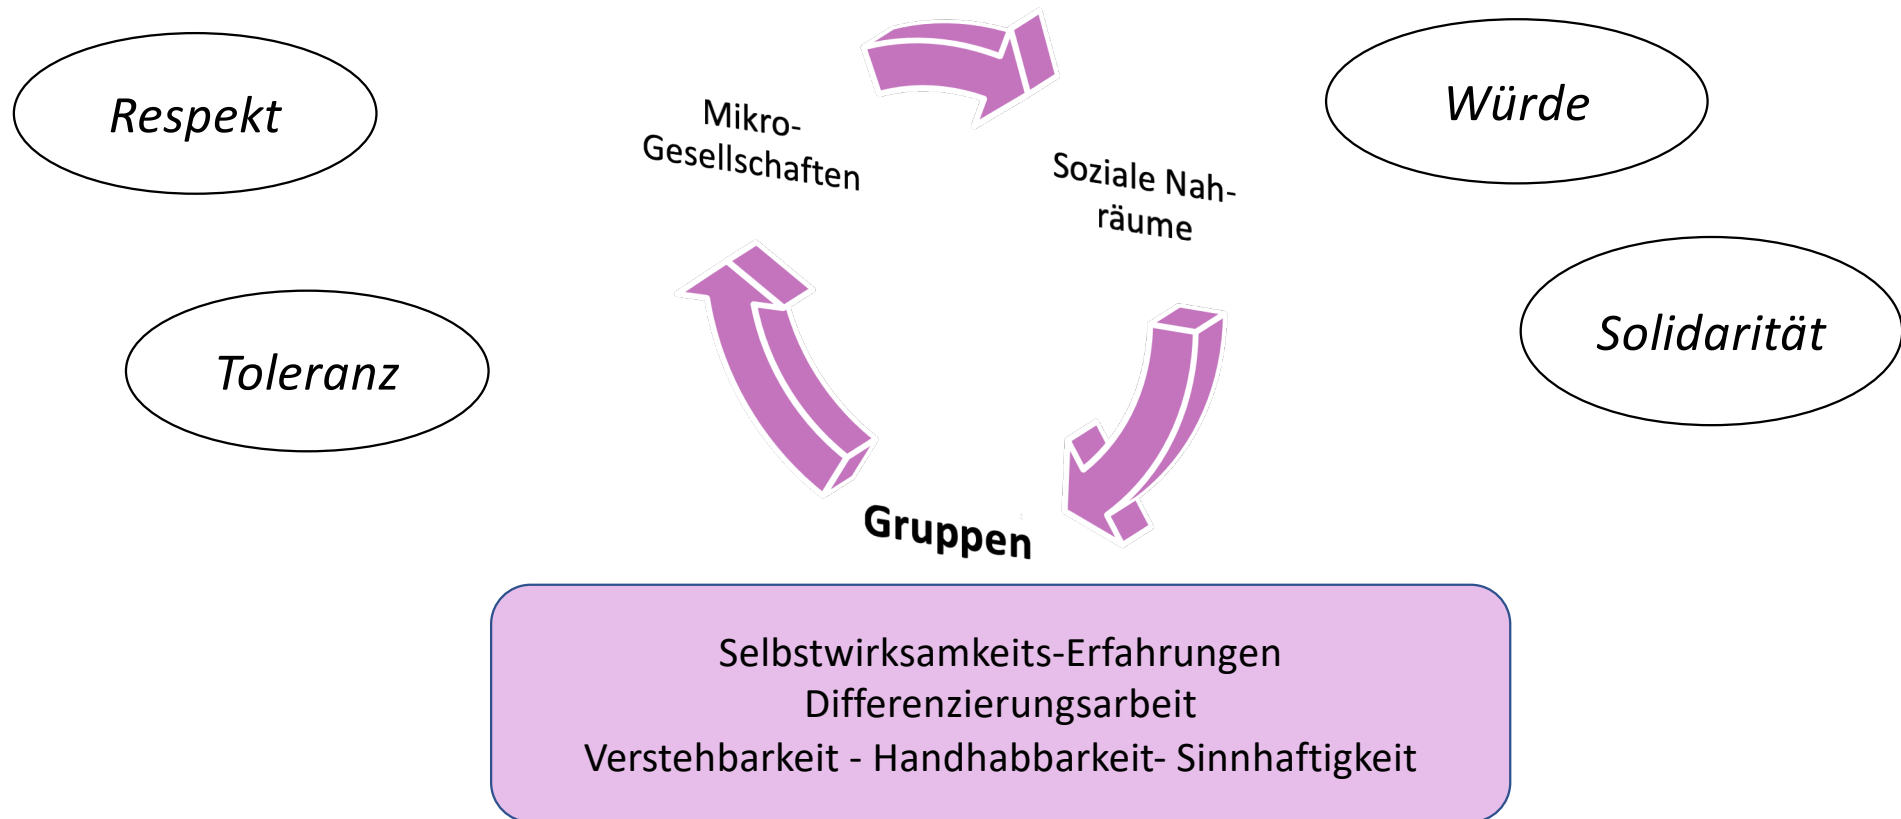 Respekt
Mikro-
Gesellschaften
Soziale Nah-
räume
Würde
Toleranz
Solidarität
Gruppen
Selbstwirksamkeits-Erfahrungen
Differenzierungsarbeit
Verstehbarkeit - Handhabbarkeit- Sinnhaftigkeit